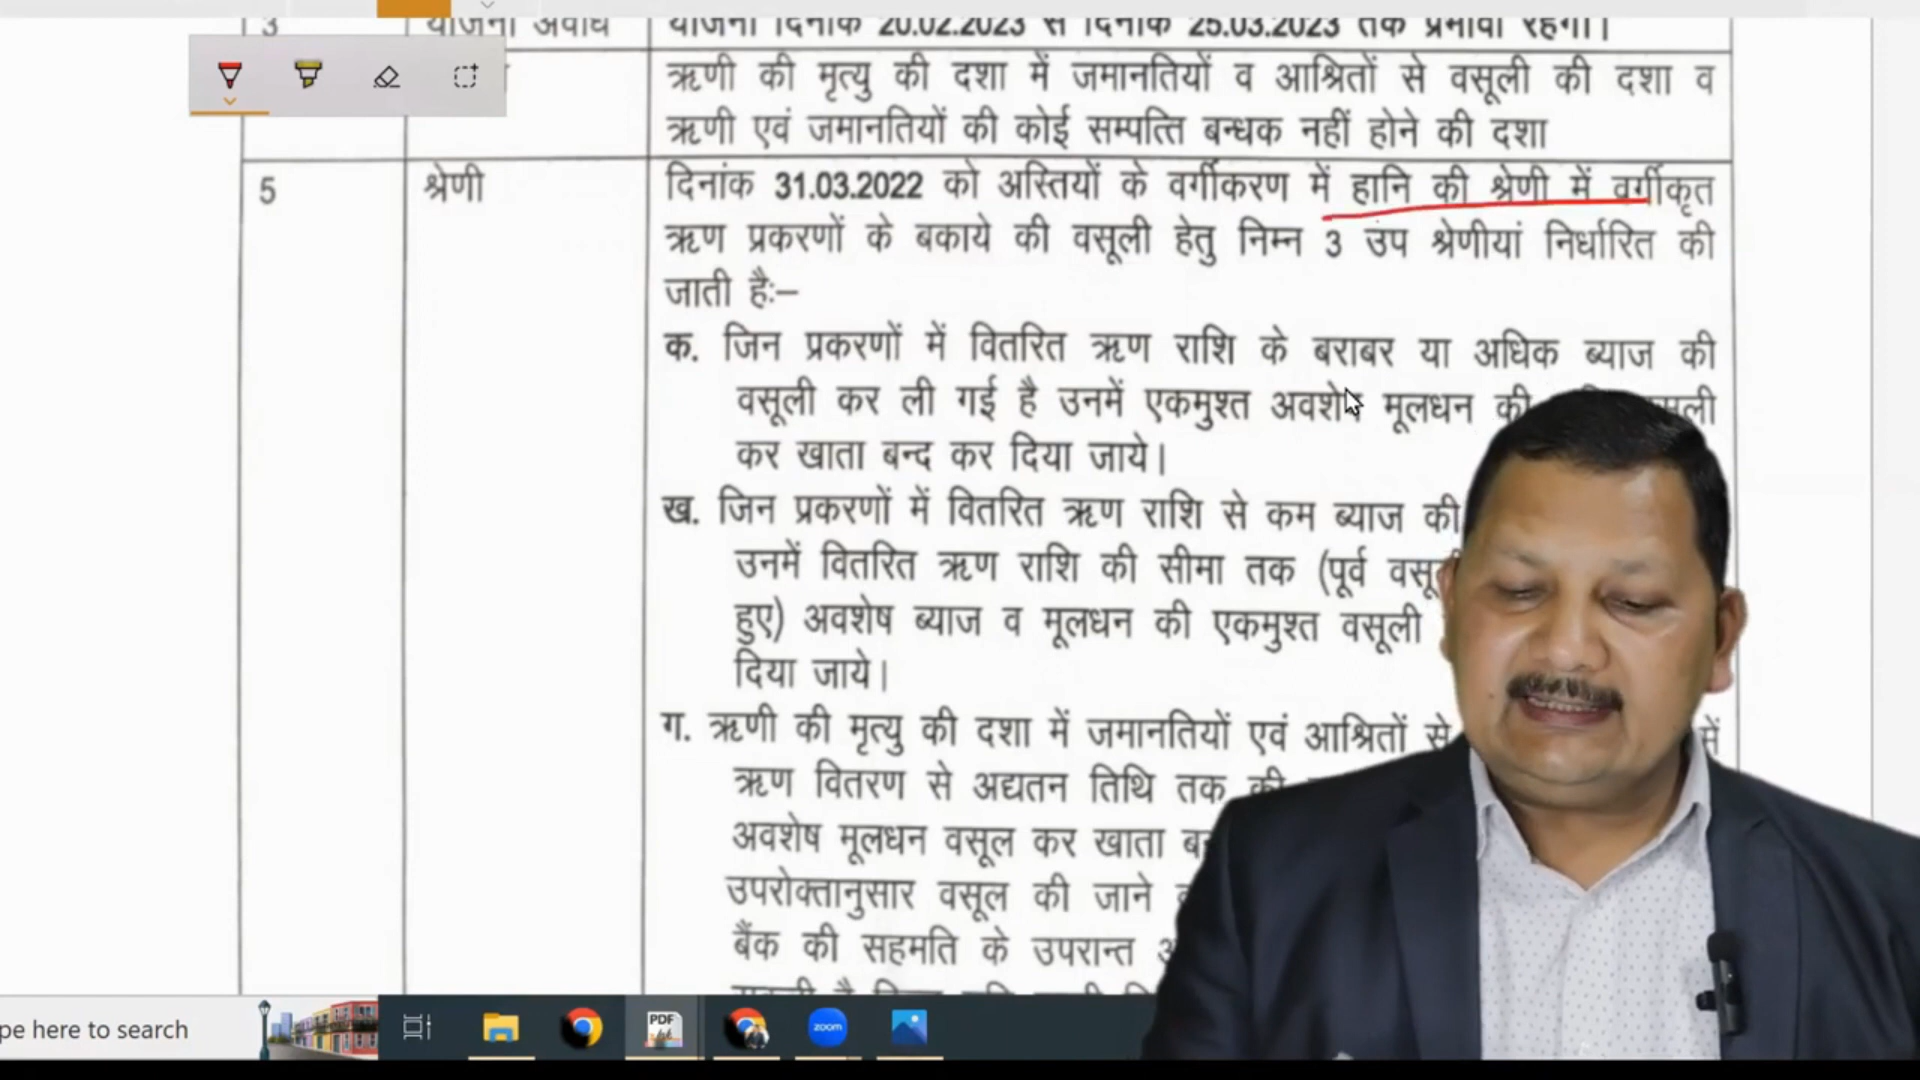 3 योजना अवधि योजना दिनांक 20.02.2023 से दिनांक 25.03.2023 तक प्रभावी रहेगी।
ऋणी की मृत्यु की दशा में जमानतियों व आश्रितों से वसूली की दशा व
ऋणी एवं जमानतियों की कोई सम्पत्ति बन्धक नहीं होने की दशा
5 श्रेणी दिनांक 31.03.2022 को अस्तियों के वर्गीकरण में हानि की श्रेणी में वर्गीकृत
ऋण प्रकरणों के बकाये की वसूली हेतु निम्न 3 उप श्रेणीयां निर्धारित की
जाती हैः–
क. जिन प्रकरणों में वितरित ऋण राशि के बराबर या अधिक ब्याज की
वसूली कर ली गई है उनमें एकमुश्त अवशेष मूलधन की
कर खाता बन्द कर दिया जाये।
ख. जिन प्रकरणों में वितरित ऋण राशि से कम ब्याज की
उनमें वितरित ऋण राशि की सीमा तक (पूर्व
हुए) अवशेष ब्याज व मूलधन की एकमुश्त वसूली
दिया जाये।
ग. ऋणी की मृत्यु की दशा में जमानतियों एवं आश्रितों से में
ऋण वितरण से अद्यतन तिथि तक की
अवशेष मूलधन वसूल कर खाता
उपरोक्तानुसार वसूल की जाने
बैंक की सहमति के उपरान्त
pe here to search
PDF
zoom